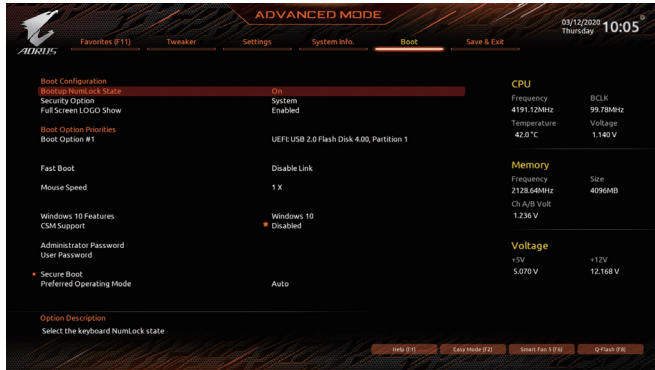 ADVANCED MODE
03/12/2020
Thursday
10:05
AORUS
Favorites (F11) Tweaker Settings System Info. Boot Save & Exit
Boot Configuration
Bootup NumLock State On
Security Option System
Full Screen LOGO Show Enabled
Boot Option Priorities
Boot Option #1 UEFI: USB 2.0 Flash Disk 4.00, Partition 1
Fast Boot Disable Link
Mouse Speed 1 X
Windows 10 Features Windows 10
CSM Support Disabled
Administrator Password
User Password
Secure Boot
Preferred Operating Mode Auto
Option Description
Select the keyboard NumLock state
CPU
Frequency BCLK
4191.12MHz 99.78MHz
Temperature Voltage
42.0 °C 1.140 V
Memory
Frequency Size
2128.64MHz 4096MB
Ch A/B Volt
1.236 V
Voltage
+5V +12V
5.070 V 12.168 V
Help (F1) Easy Mode (F2) Smart Fan 5 (F6) Q-Flash (F8)